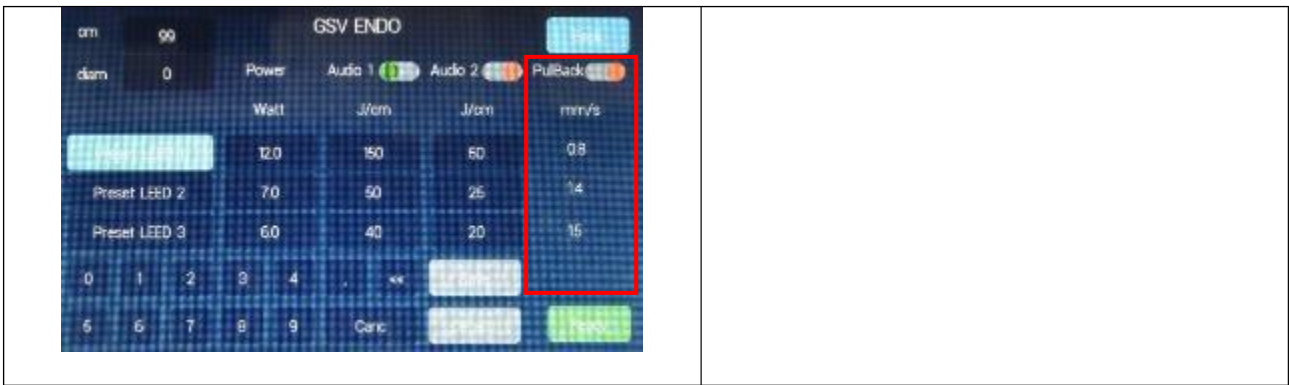 cm 99 GSV ENDO
diam 0 Power Audio 1 Audio 2 PullBack
Watt J/cm J/cm mm/s
12.0 150 60 0.8
Preset LEED 2 7.0 50 25 1.4
Preset LEED 3 6.0 40 20 1.5
0 1 2 3 4 . <<
5 6 7 8 9 Canc